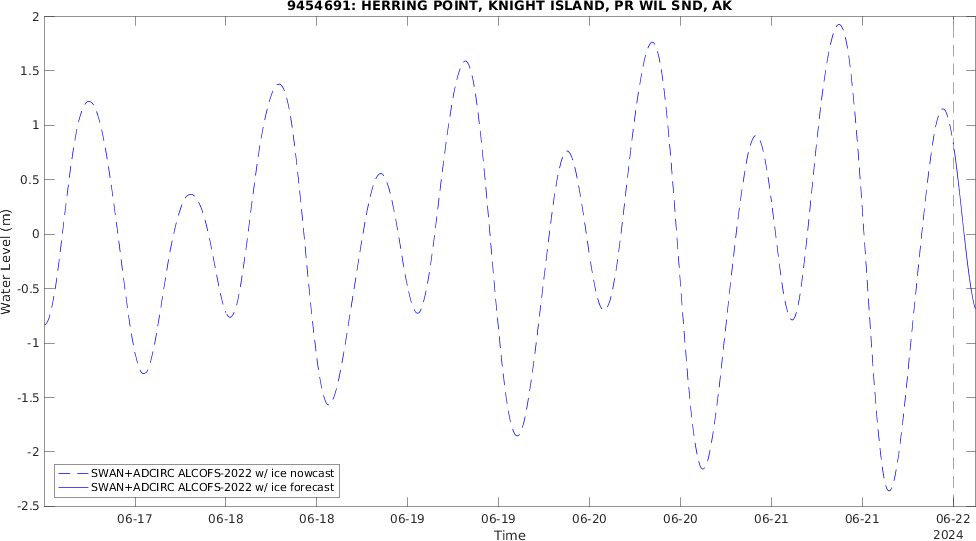 9454691: HERRING POINT, KNIGHT ISLAND, PR WIL SND, AK
2
1.5
1
0.5
0
-0.5
-1
-1.5
-2
-2.5
Water Level (m)
SWAN+ADCIRC ALCOFS-2022 w/ ice nowcast
SWAN+ADCIRC ALCOFS-2022 w/ ice forecast
06-17 06-18 06-18 06-19 06-19 06-20 06-20 06-21 06-21 06-22
2024
Time